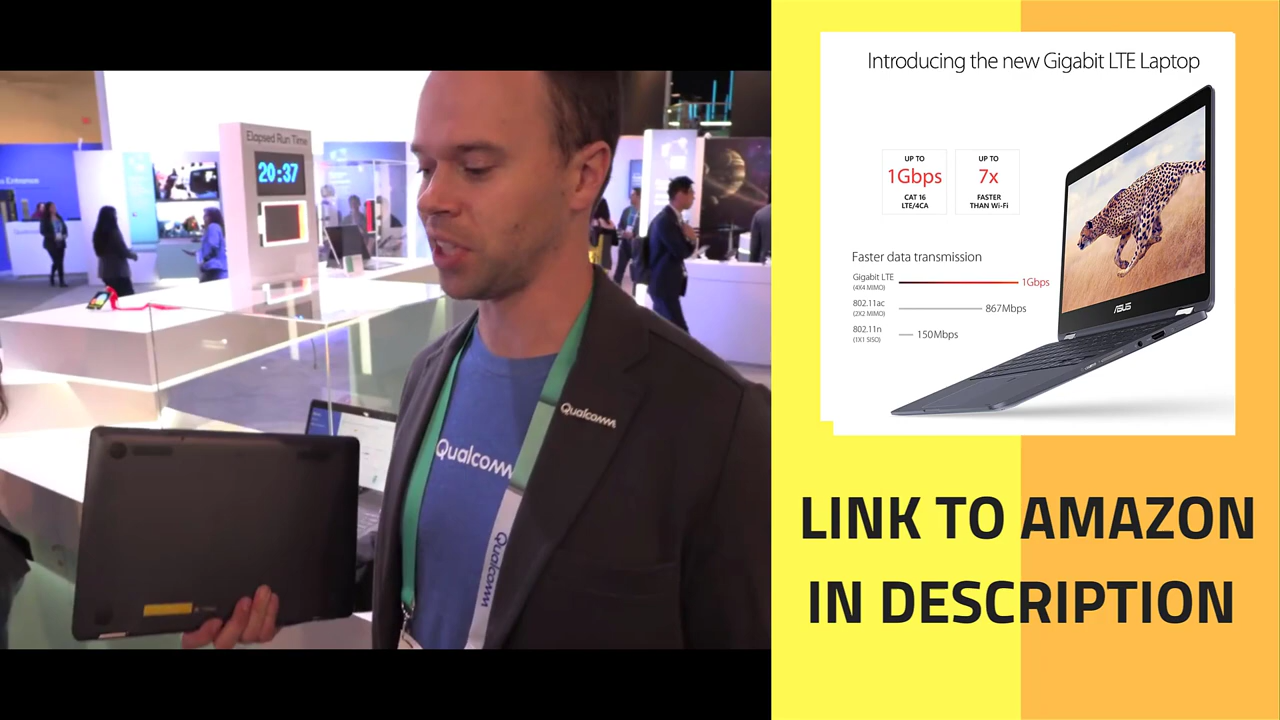 Elapsed Run Time
20:37
Entrance
Qualcomm
Qualcomm
Qualcomm
Introducing the new Gigabit LTE Laptop
UP TO
1Gbps
CAT 16
LTE/4CA
UP TO
7x
FASTER
THAN Wi-Fi
Faster data transmission
Gigabit LTE
(4X4 MIMO)
1Gbps
802.11ac
(2X2 MIMO)
867Mbps
802.11n
(1X1 SISO)
150Mbps
ASUS
LINK TO AMAZON
IN DESCRIPTION